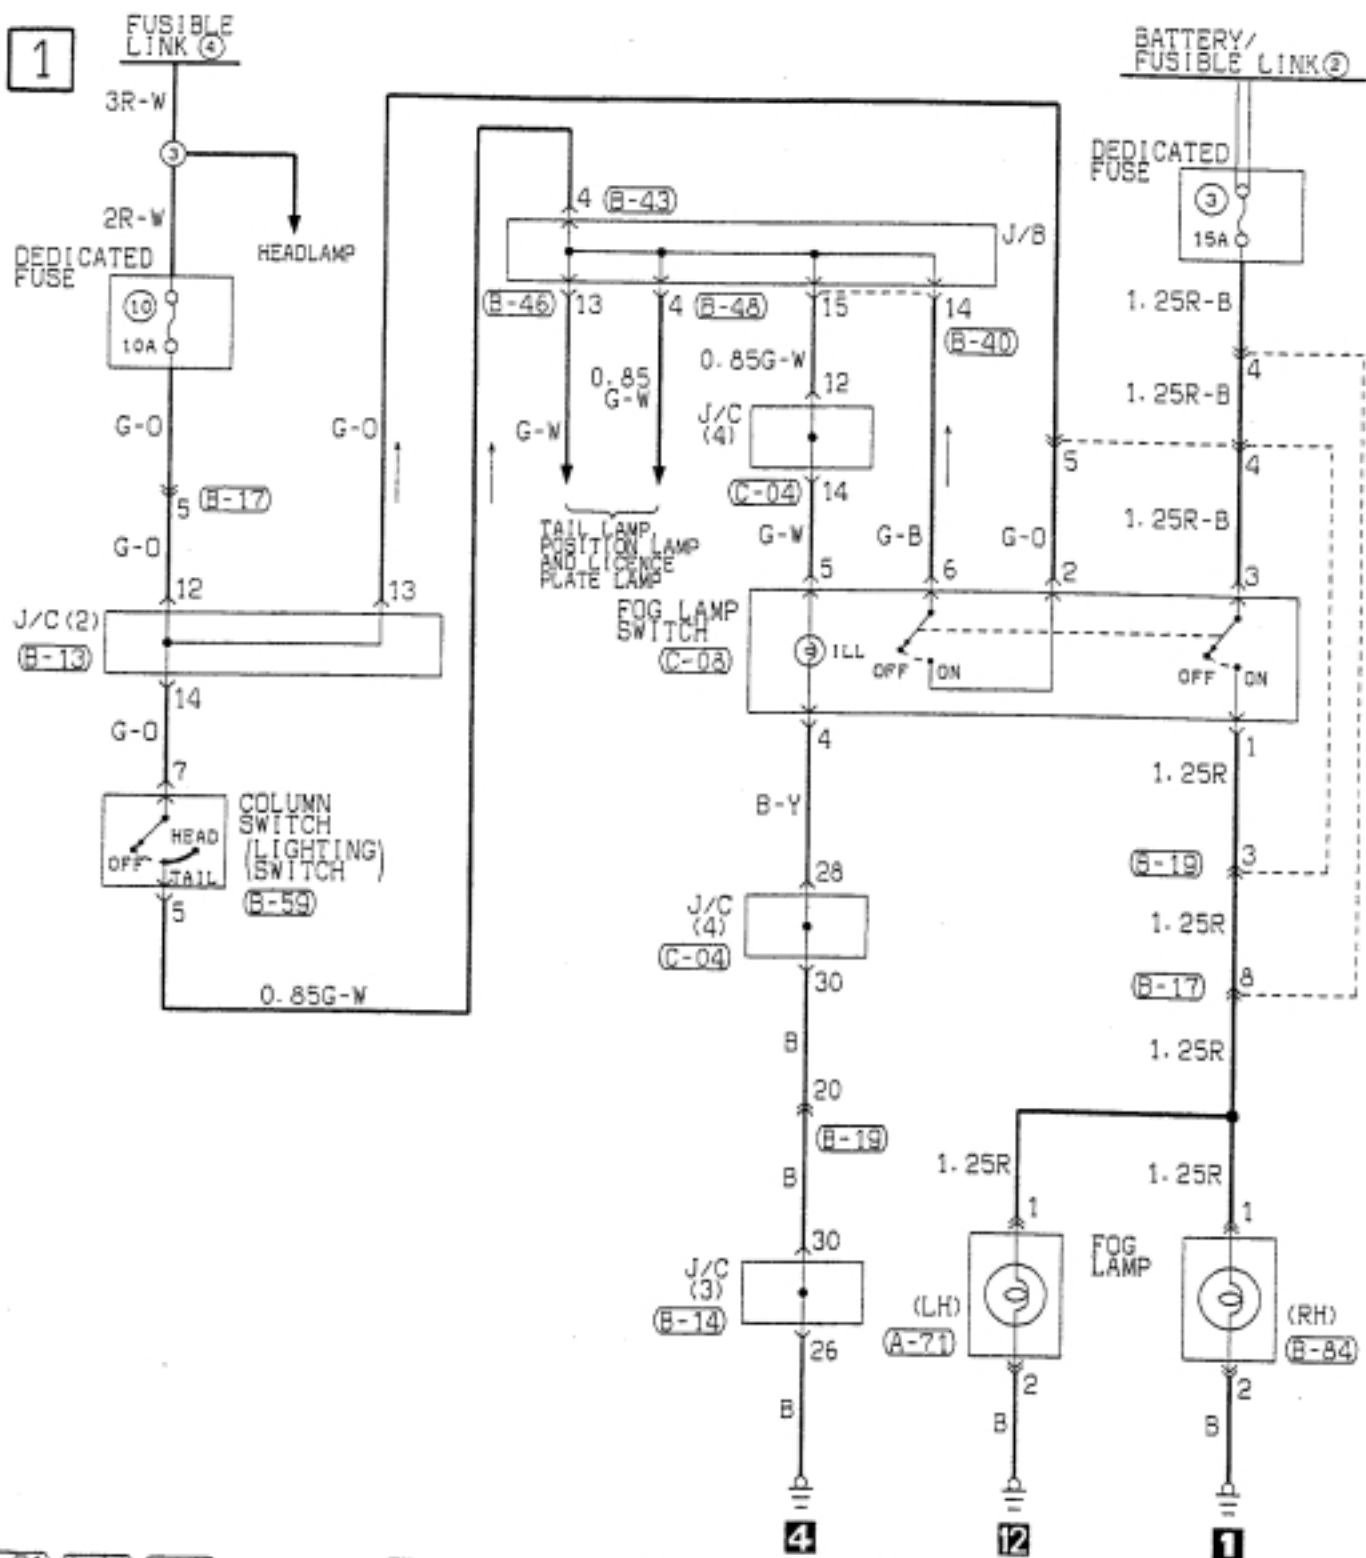 1
FUSIBLE
LINK ④
BATTERY/
FUSIBLE LINK②
3R-W
3
2R-W
HEADLAMP
DEDICATED
FUSE
10
10A
DEDICATED
FUSE
3
15A
4 B-43
J/B
B-46 13
4 B-48
15
14
B-40
1.25R-B
4
0.85G-W
0.85
G-W
12
1.25R-B
J/C
(4)
G-O
G-O
G-W
5
4
5 B-17
C-04 14
1.25R-B
TAIL LAMP
POSITION LAMP
AND LICENCE
PLATE LAMP
G-W
G-B
G-O
G-O
12
13
5
6
2
3
J/C(2)
B-13
FOG LAMP
SWITCH
C-08
ILL
OFF
ON
OFF
ON
14
G-O
4
1
7
1.25R
COLUMN
SWITCH
(LIGHTING)
SWITCH
B-59
HEAD
OFF
TAIL
5
B-Y
28
B-19 3
J/C
(4)
C-04
1.25R
30
B-17 8
0.85G-W
B
1.25R
20
B-19
B
1.25R
1.25R
30
1
1
J/C
(3)
B-14
FOG
LAMP
(LH)
A-71
(RH)
B-84
26
2
2
B
B
B
4
12
1